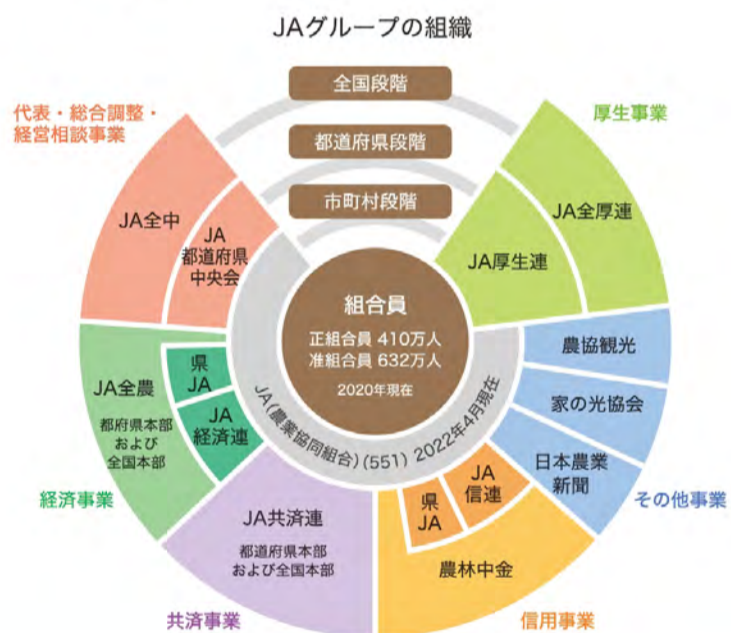 JAグループの組織
全国段階
都道府県段階
市町村段階
代表・総合調整・
経営相談事業
JA全中
JA
都道府県
中央会
厚生事業
JA全厚連
JA厚生連
組合員
正組合員 410万人
准組合員 632万人
2020年現在
JA(農業協同組合)(551) 2022年4月現在
農協観光
家の光協会
日本農業
新聞
その他事業
県
JA
JA
経済連
JA全農
都府県本部
および
全国本部
経済事業
JA共済連
都道府県本部
および全国本部
共済事業
JA
信連
県
JA
農林中金
信用事業